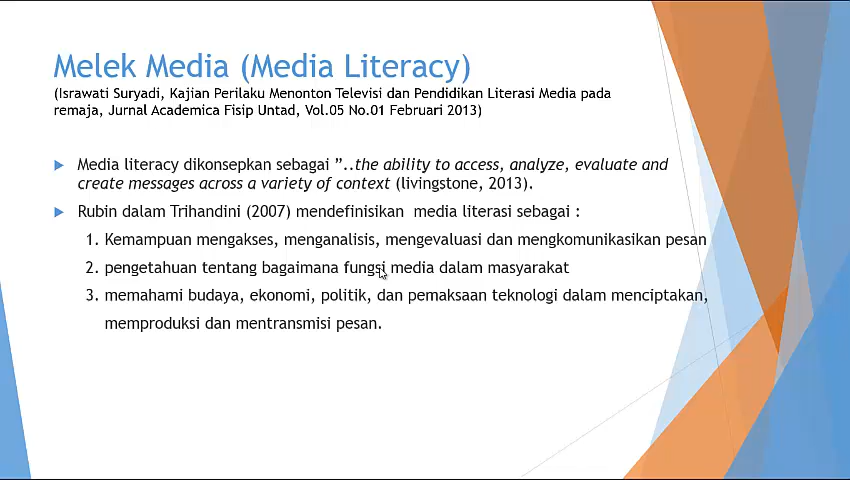 Melek Media (Media Literacy)
(Israwati Suryadi, Kajian Perilaku Menonton Televisi dan Pendidikan Literasi Media pada
remaja, Jurnal Academica Fisip Untad, Vol.05 No.01 Februari 2013)
Media literacy dikonsepkan sebagai ”..the ability to access, analyze, evaluate and
create messages across a variety of context (livingstone, 2013).
Rubin dalam Trihandini (2007) mendefinisikan media literasi sebagai :
1. Kemampuan mengakses, menganalisis, mengevaluasi dan mengkomunikasikan pesan
2. pengetahuan tentang bagaimana fungsi media dalam masyarakat
3. memahami budaya, ekonomi, politik, dan pemaksaan teknologi dalam menciptakan,
memproduksi dan mentransmisi pesan.